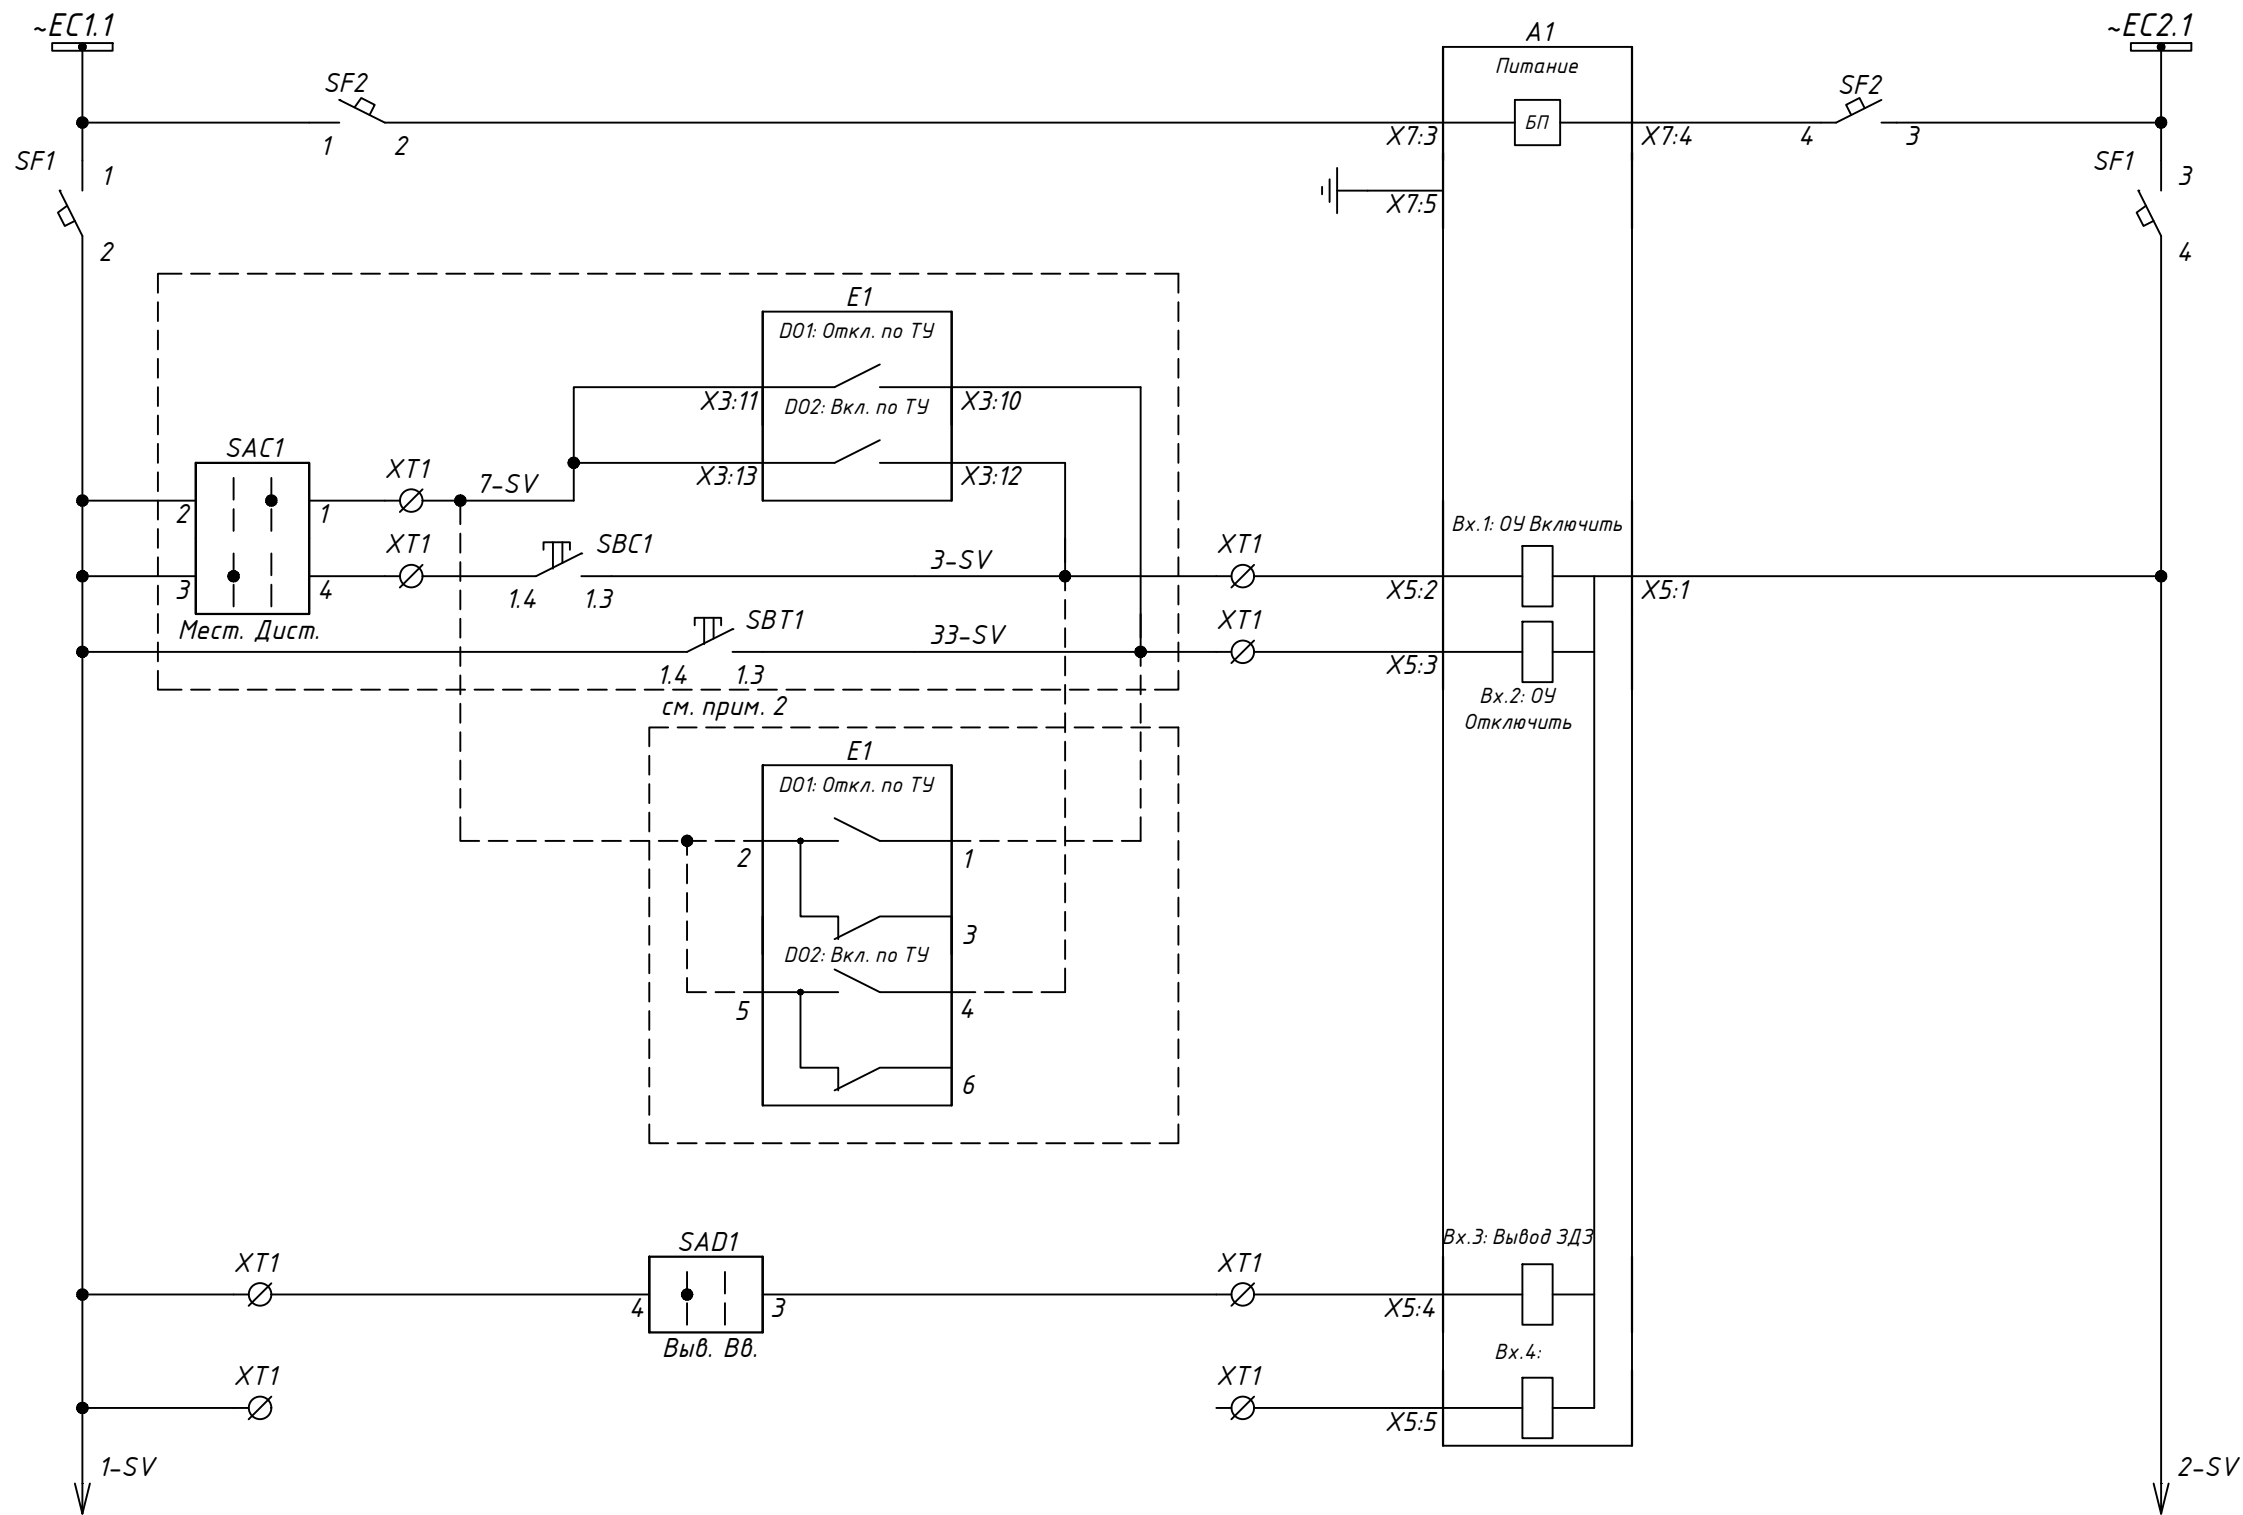 ~EC1.1
A1
~EC2.1
Питание
SF2
БП
SF2
1
2
X7:3
X7:4
4
3
SF1
1
2
X7:5
SF1
3
4
E1
DO1: Откл. по ТУ
X3:11
X3:10
DO2: Вкл. по ТУ
X3:13
X3:12
SAC1
XT1
7-SV
2
1
XT1
SBC1
3-SV
XT1
Вх.1: ОУ Включить
3
4
1.4
1.3
X5:2
X5:1
Мест. Дист.
SBT1
33-SV
XT1
1.4
1.3
X5:3
Вх.2: ОУ
Отключить
см. прим. 2
E1
DO1: Откл. по ТУ
2
1
3
DO2: Вкл. по ТУ
5
4
6
XT1
SAD1
XT1
Вх.3: Вывод ЗДЗ
4
3
X5:4
Выв. Вв.
XT1
XT1
Вх.4:
X5:5
1-SV
2-SV